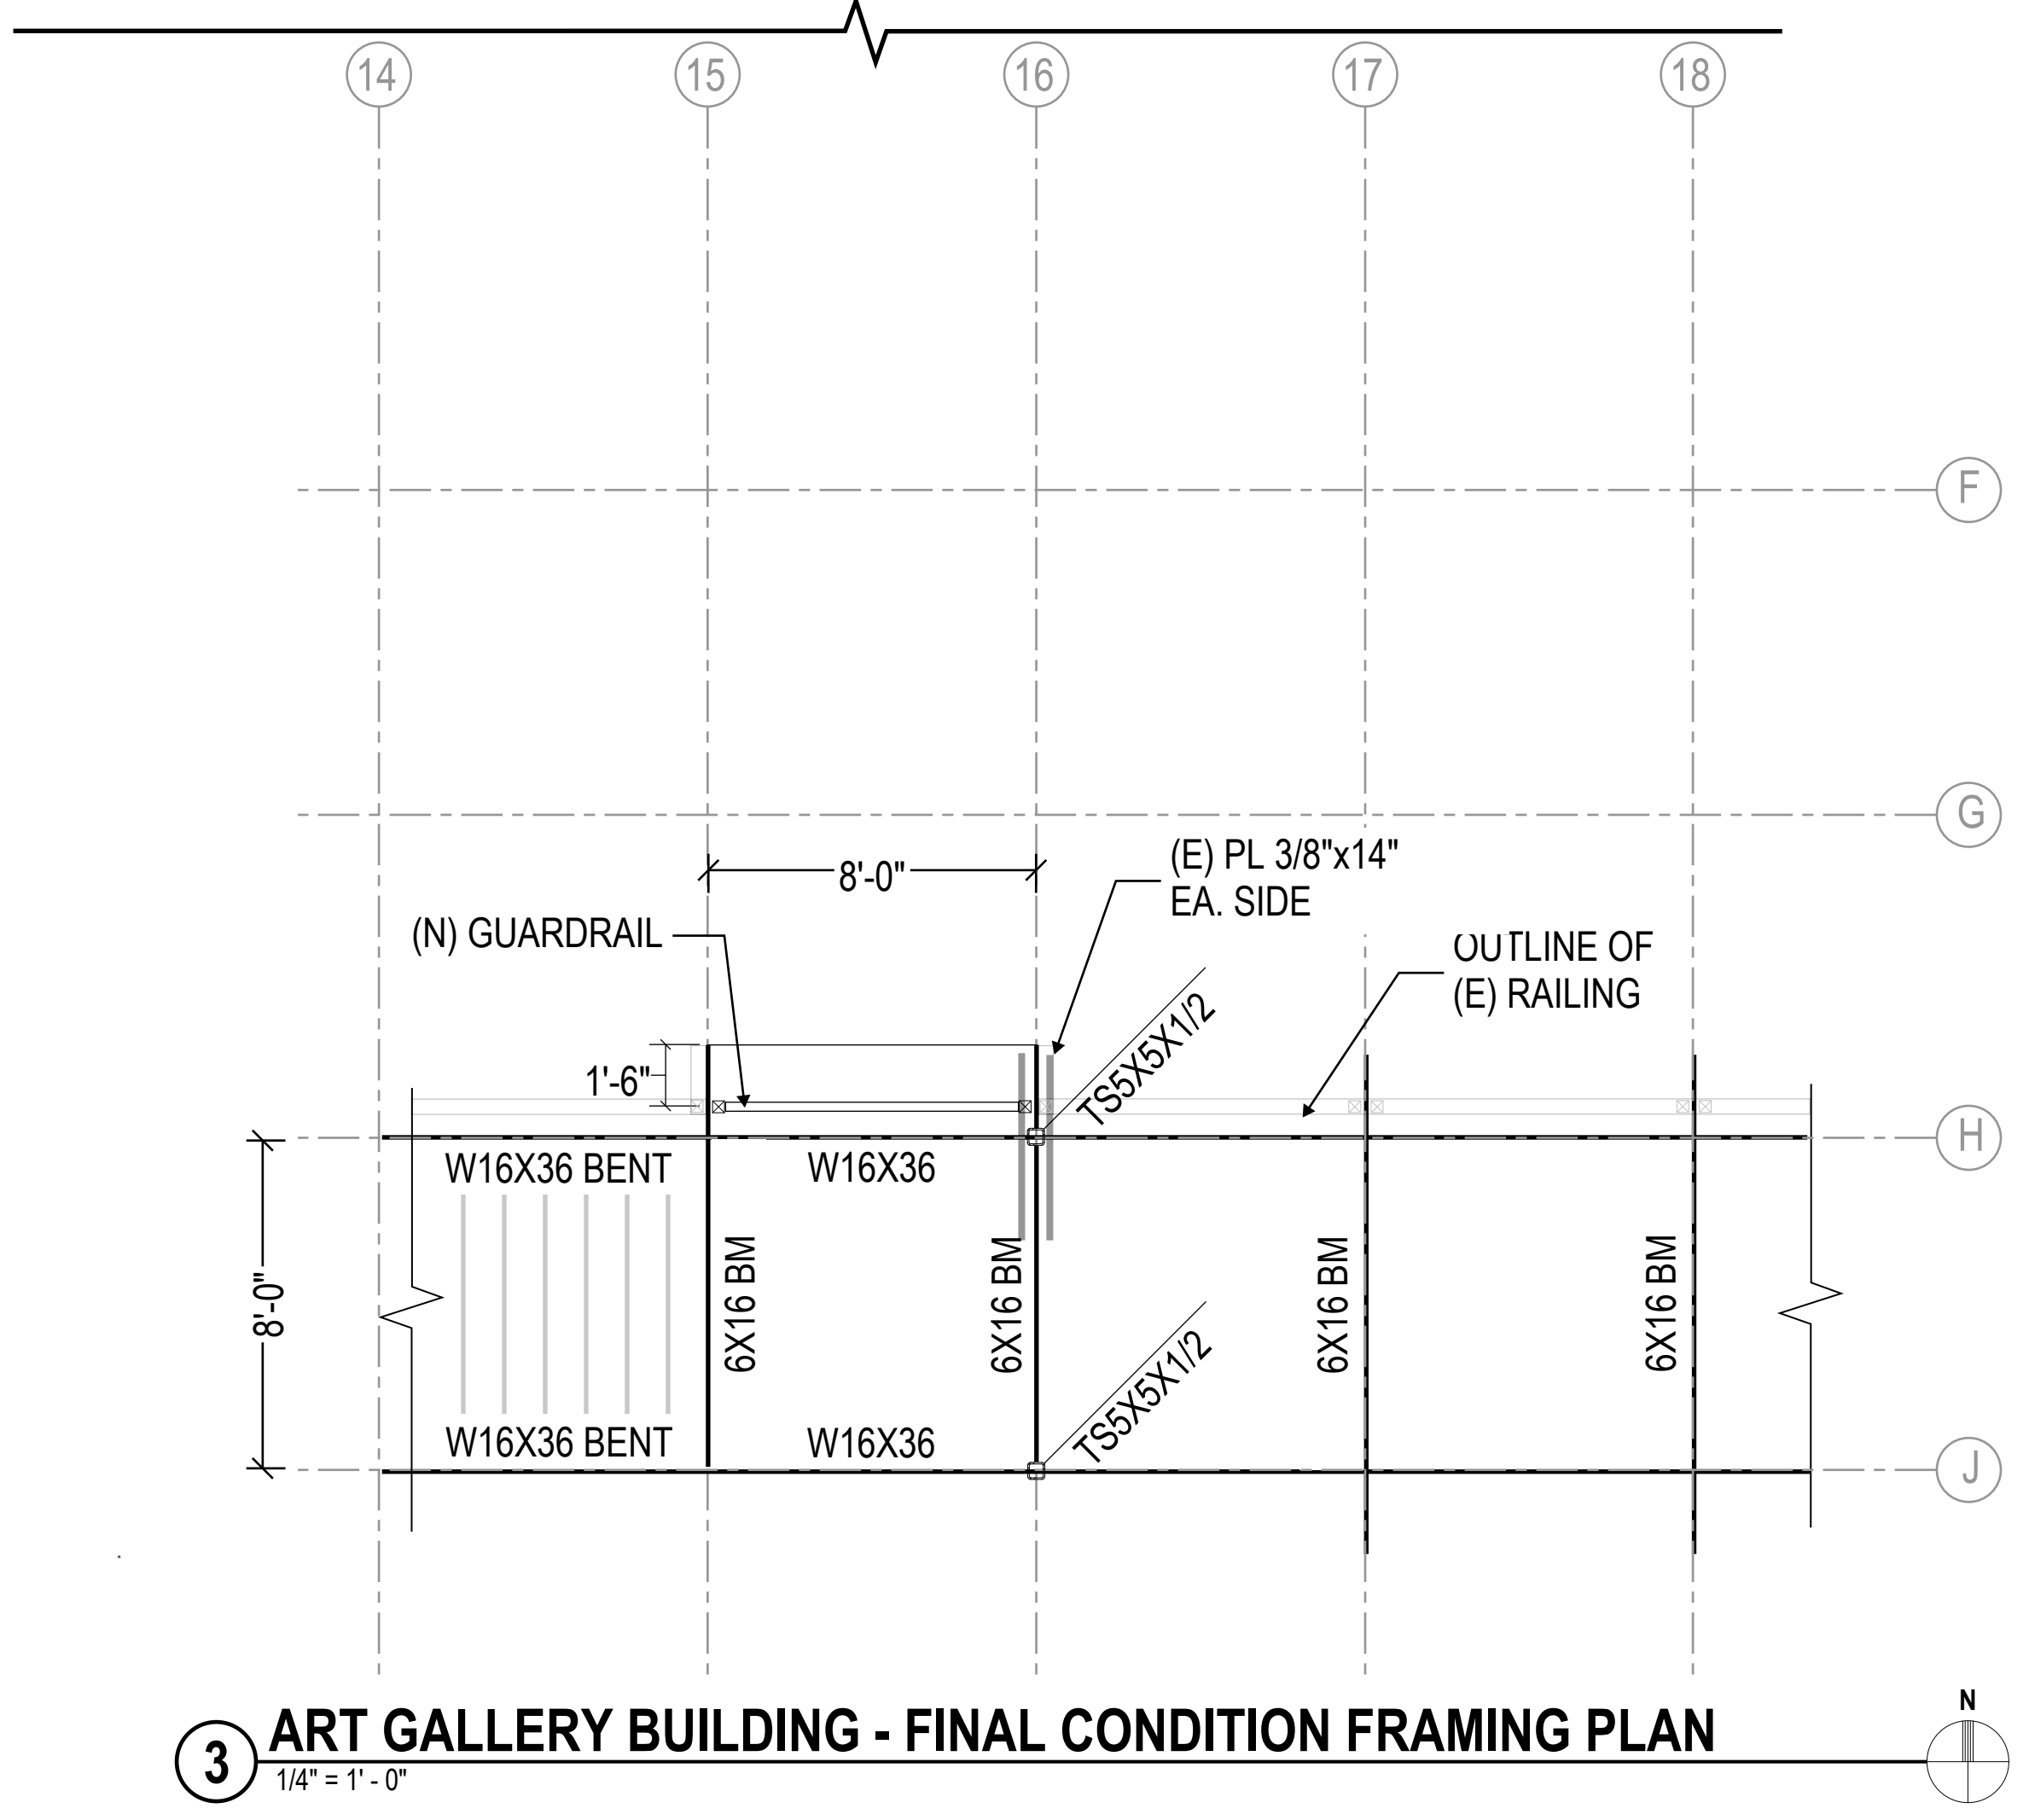 14
15
16
17
18
F
G
8'-0"
(E) PL 3/8"x14"
EA. SIDE
(N) GUARDRAIL
OUTLINE OF
(E) RAILING
TS5X5X1/2
1'-6"
H
W16X36 BENT
W16X36
8'-0"
6X16 BM
6X16 BM
6X16 BM
6X16 BM
TS5X5X1/2
W16X36 BENT
W16X36
J
N
3
ART GALLERY BUILDING - FINAL CONDITION FRAMING PLAN
1/4" = 1' - 0"